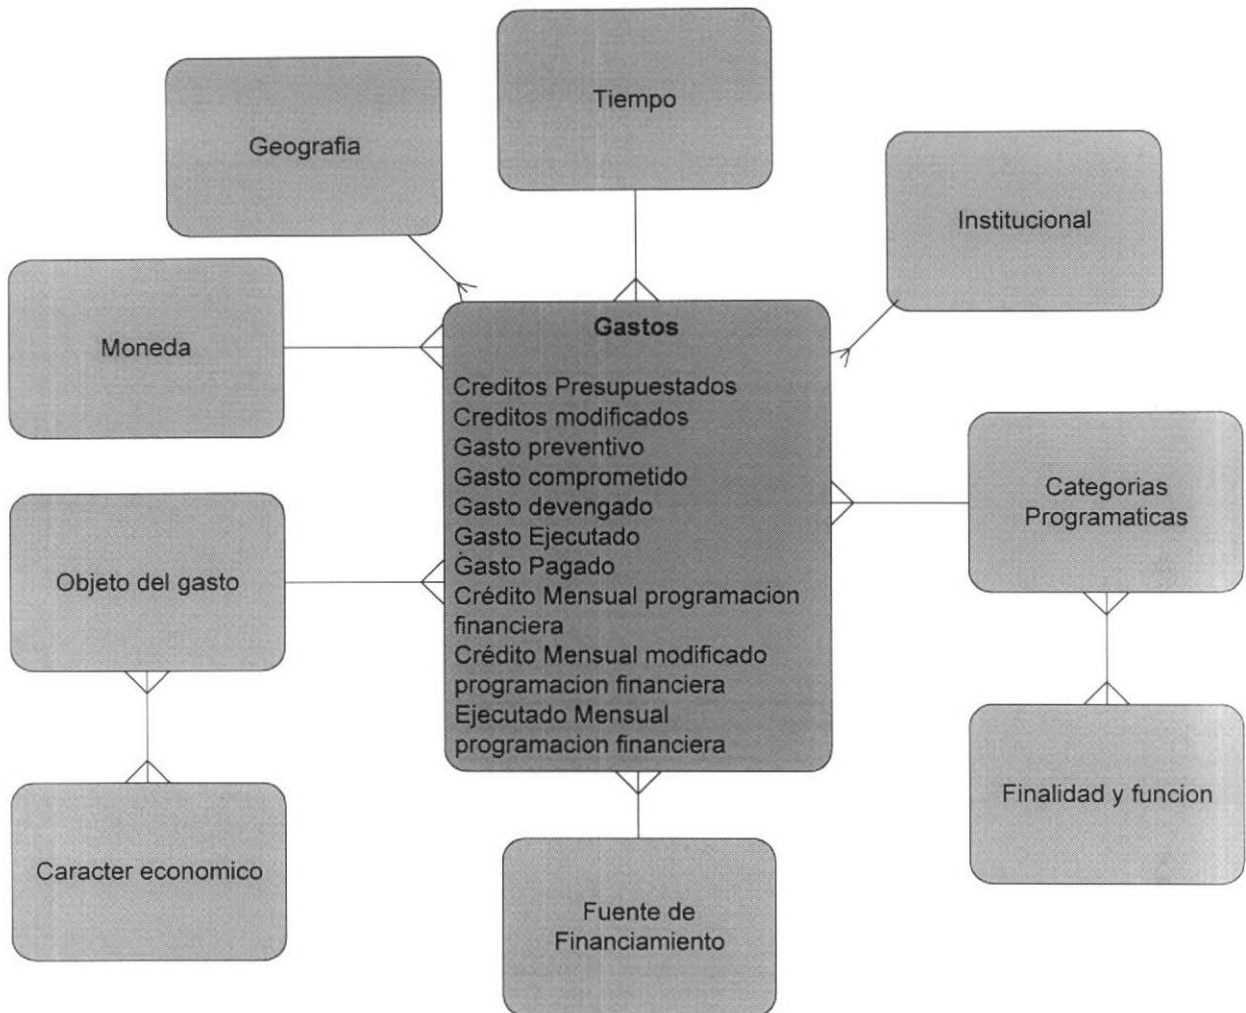 Tiempo
Geografia
Institucional
Moneda
Gastos
Creditos Presupuestados
Creditos modificados
Gasto preventivo
Gasto comprometido
Gasto devengado
Gasto Ejecutado
Gasto Pagado
Crédito Mensual programacion
financiera
Crédito Mensual modificado
programacion financiera
Ejecutado Mensual
programacion financiera
Categorias
Programaticas
Objeto del gasto
Finalidad y funcion
Caracter economico
Fuente de
Financiamiento